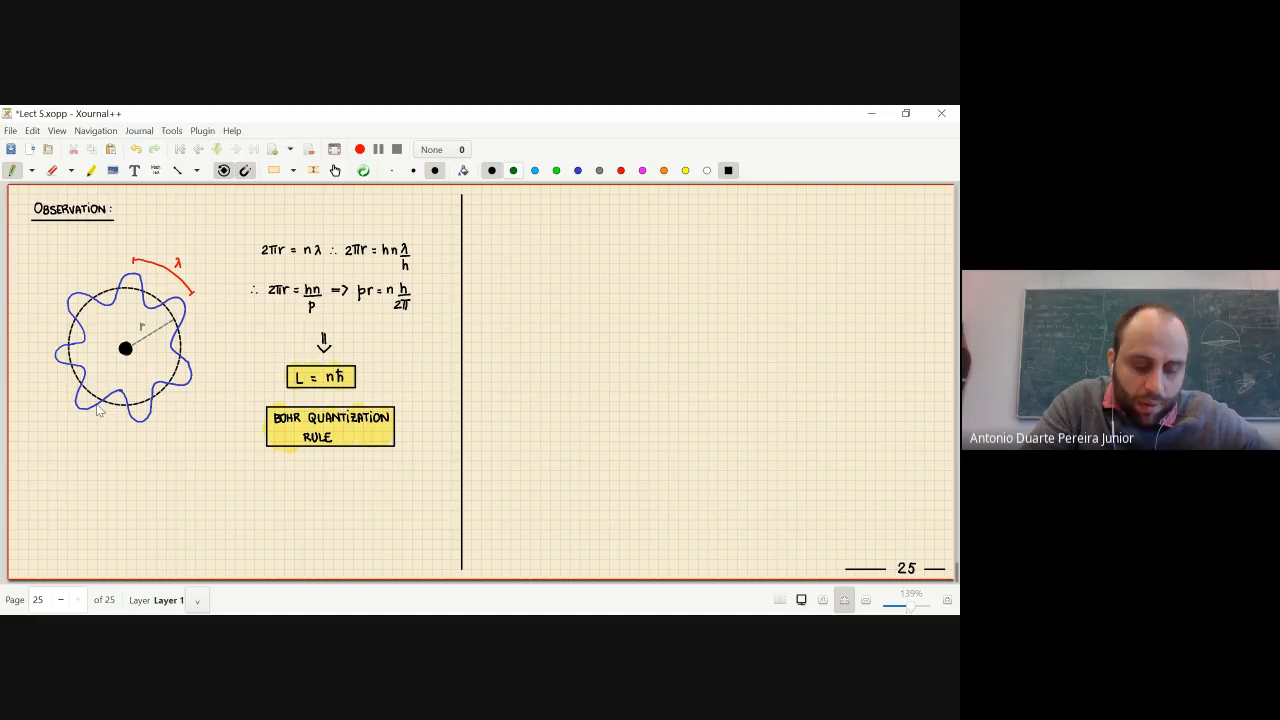 *Lect 5.xopp - Xournal++
File Edit View Navigation Journal Tools Plugin Help
None 0
OBSERVATION:
λ
r
2πr = nλ ∴ 2πr = hn λ/h
∴ 2πr = hn/p => pr = n h/2π
L = nħ
BOHR QUANTIZATION
RULE
25
Antonio Duarte Pereira Junior
Page 25 of 25 Layer Layer 1
139%